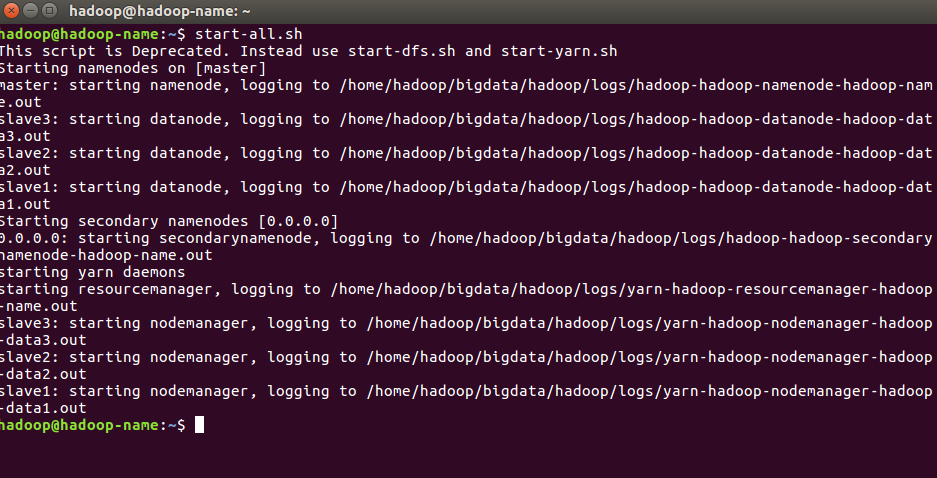 hadoop@hadoop-name: ~
hadoop@hadoop-name:~$ start-all.sh
This script is Deprecated. Instead use start-dfs.sh and start-yarn.sh
Starting namenodes on [master]
master: starting namenode, logging to /home/hadoop/bigdata/hadoop/logs/hadoop-hadoop-namenode-hadoop-nam
e.out
slave3: starting datanode, logging to /home/hadoop/bigdata/hadoop/logs/hadoop-hadoop-datanode-hadoop-dat
a3.out
slave2: starting datanode, logging to /home/hadoop/bigdata/hadoop/logs/hadoop-hadoop-datanode-hadoop-dat
a2.out
slave1: starting datanode, logging to /home/hadoop/bigdata/hadoop/logs/hadoop-hadoop-datanode-hadoop-dat
a1.out
Starting secondary namenodes [0.0.0.0]
0.0.0.0: starting secondarynamenode, logging to /home/hadoop/bigdata/hadoop/logs/hadoop-hadoop-secondary
namenode-hadoop-name.out
starting yarn daemons
starting resourcemanager, logging to /home/hadoop/bigdata/hadoop/logs/yarn-hadoop-resourcemanager-hadoop
-name.out
slave3: starting nodemanager, logging to /home/hadoop/bigdata/hadoop/logs/yarn-hadoop-nodemanager-hadoop
-data3.out
slave2: starting nodemanager, logging to /home/hadoop/bigdata/hadoop/logs/yarn-hadoop-nodemanager-hadoop
-data2.out
slave1: starting nodemanager, logging to /home/hadoop/bigdata/hadoop/logs/yarn-hadoop-nodemanager-hadoop
-data1.out
hadoop@hadoop-name:~$